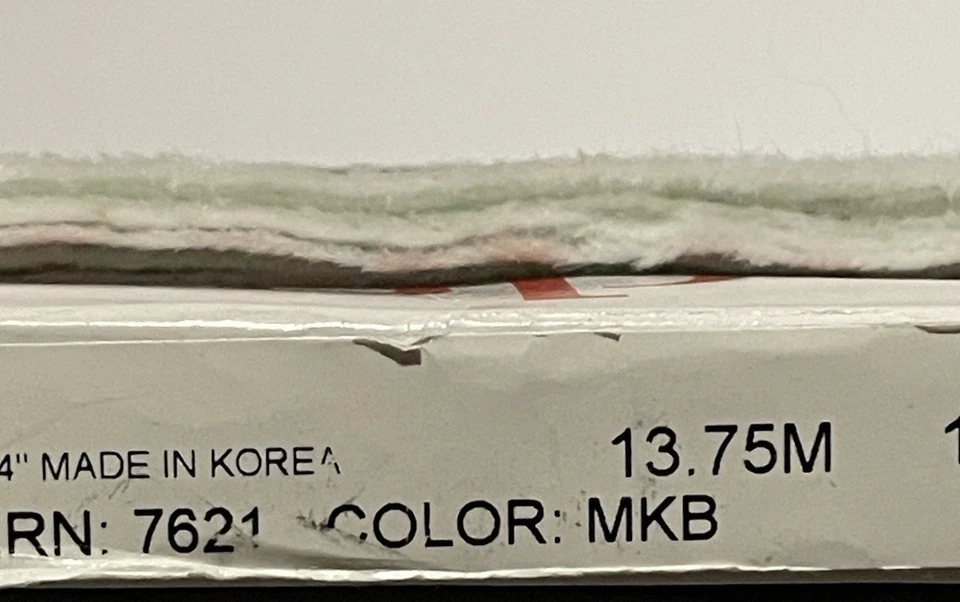 4" MADE IN KOREA
13.75M
RN: 7621 COLOR: MKB